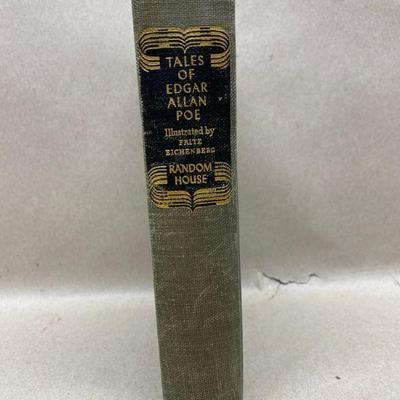 TALES
OF
EDGAR
ALLAN
POE
Illustrated by
FRITZ
EICHENBERG
RANDOM
HOUSE